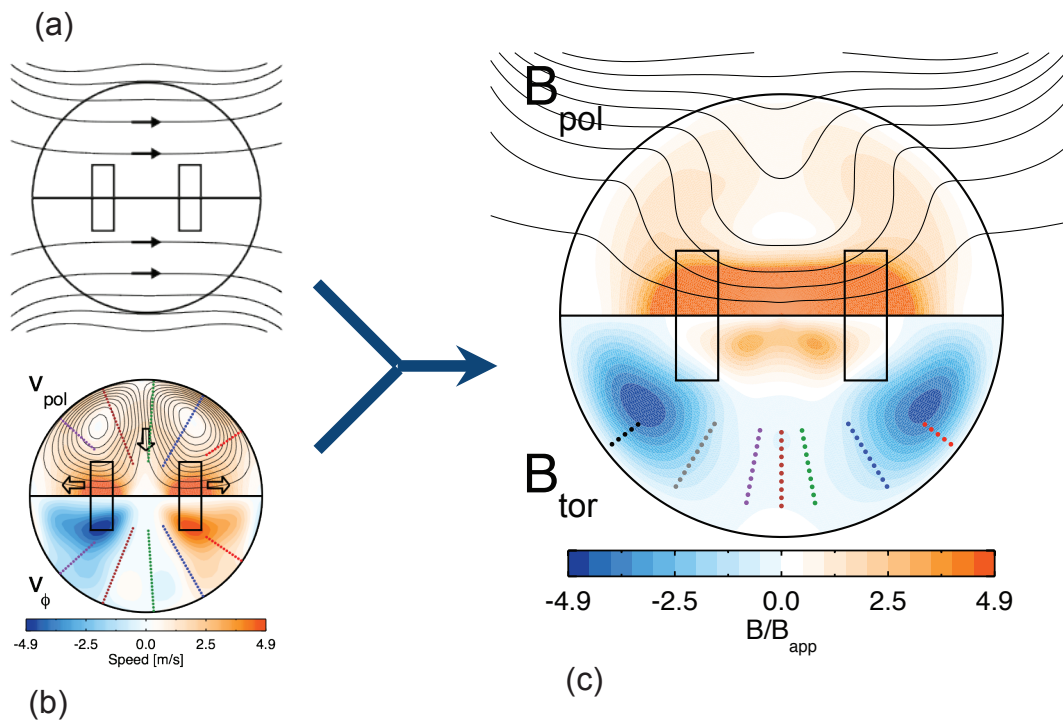 (a)
v
pol
v
ϕ
-4.9 -2.5 0.0 2.5 4.9
Speed [m/s]
(b)
B
pol
B
tor
-4.9 -2.5 0.0 2.5 4.9
B/B
app
(c)